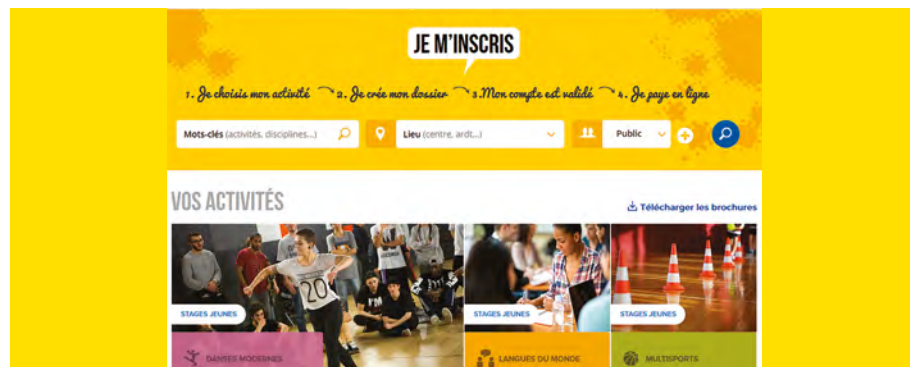 JE M'INSCRIS
1. Je choisis mon activité 2. Je crée mon dossier 3. Mon compte est validé 4. Je paye en ligne
Mots-clés (activités, disciplines...) Lieu (centre, ardt...) Public
VOS ACTIVITÉS
Télécharger les brochures
20
STAGES JEUNES STAGES JEUNES STAGES JEUNES
DANSES MODERNES LANGUES DU MONDE MULTISPORTS